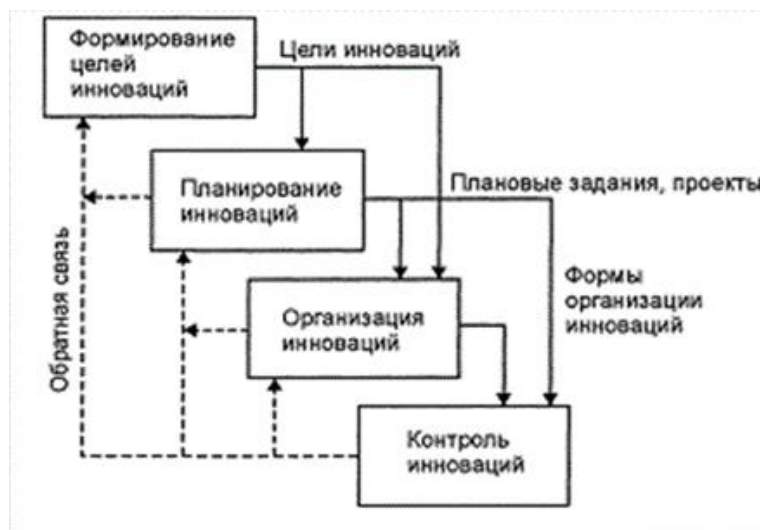 Формирование
целей
инноваций
Цели инноваций
Планирование
инноваций
Плановые задания, проекты
Обратная связь
Организация
инноваций
Формы
организации
инноваций
Контроль
инноваций